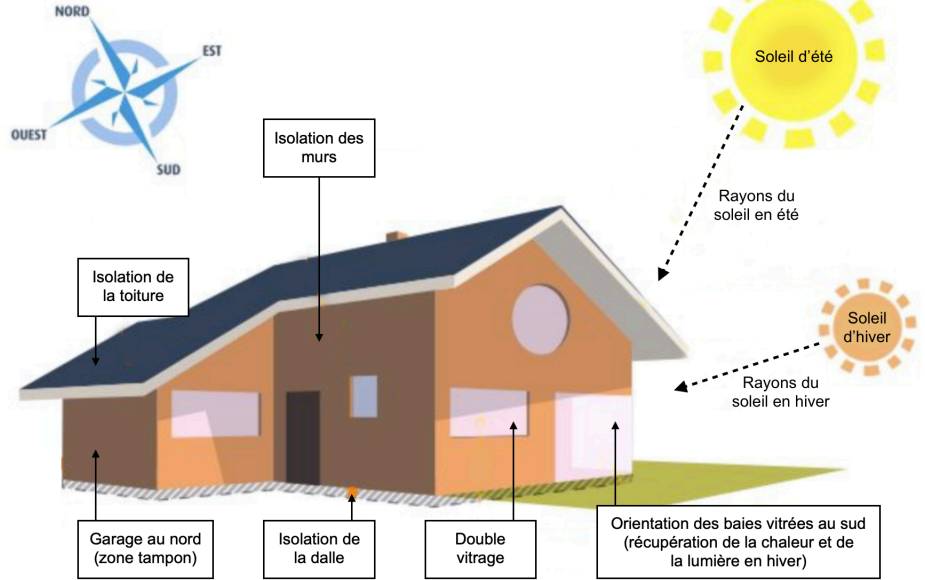 NORD
EST
OUEST
SUD
Soleil d’été
Isolation des
murs
Rayons du
soleil en été
Isolation de
la toiture
Soleil
d’hiver
Rayons du
soleil en hiver
Garage au nord
(zone tampon)
Isolation de
la dalle
Double
vitrage
Orientation des baies vitrées au sud
(récupération de la chaleur et de
la lumière en hiver)